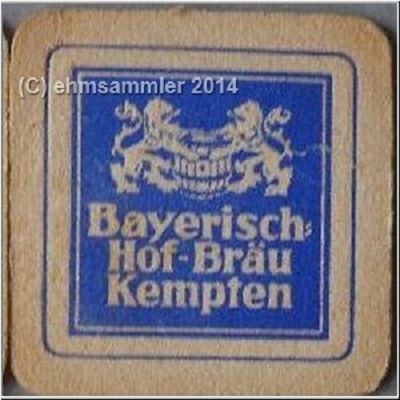 (C) ehmsammler 2014
Bayerisch-
Hof-Bräu
Kempten